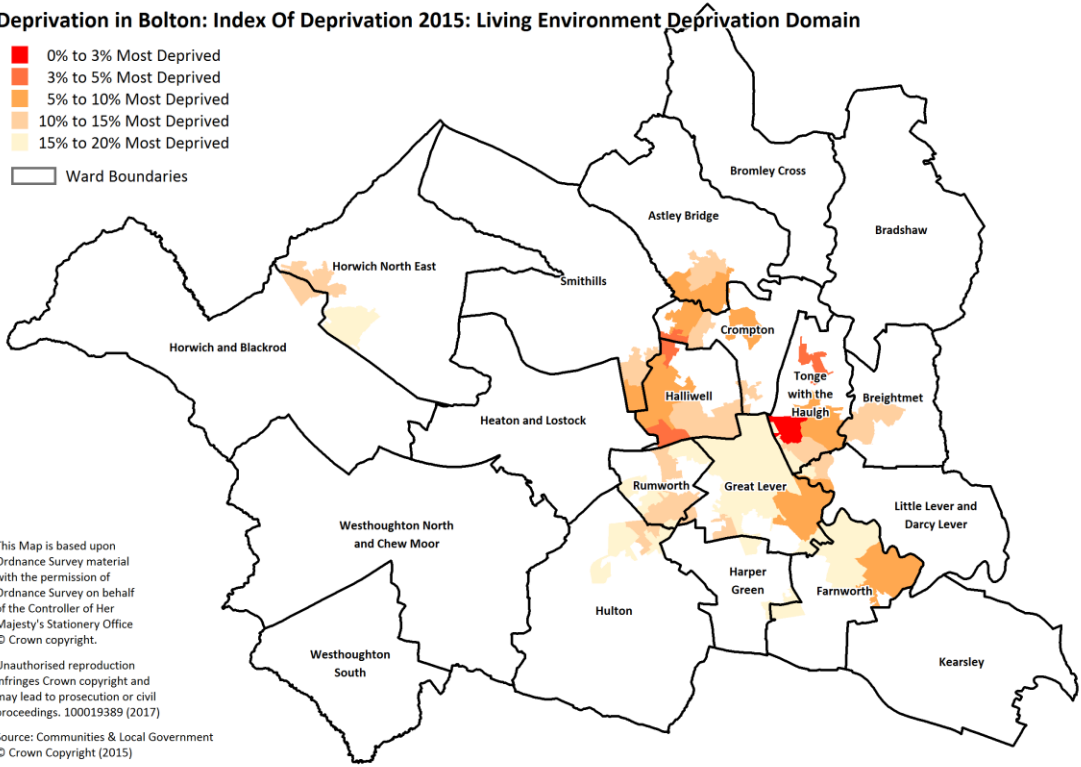 Deprivation in Bolton: Index Of Deprivation 2015: Living Environment Deprivation Domain
0% to 3% Most Deprived
3% to 5% Most Deprived
5% to 10% Most Deprived
10% to 15% Most Deprived
15% to 20% Most Deprived
Ward Boundaries
Bromley Cross
Astley Bridge
Bradshaw
Horwich North East
Smithills
Crompton
Horwich and Blackrod
Tonge
with the
Haulgh
Halliwell
Breightmet
Heaton and Lostock
Rumworth
Great Lever
Little Lever and
Darcy Lever
Westhoughton North
and Chew Moor
Harper
Green
Farnworth
Hulton
Westhoughton
South
Kearsley
This Map is based upon
Ordnance Survey material
with the permission of
Ordnance Survey on behalf
of the Controller of Her
Majesty's Stationery Office
© Crown copyright.
Unauthorised reproduction
infringes Crown copyright and
may lead to prosecution or civil
proceedings. 100019389 (2017)
Source: Communities & Local Government
© Crown Copyright (2015)